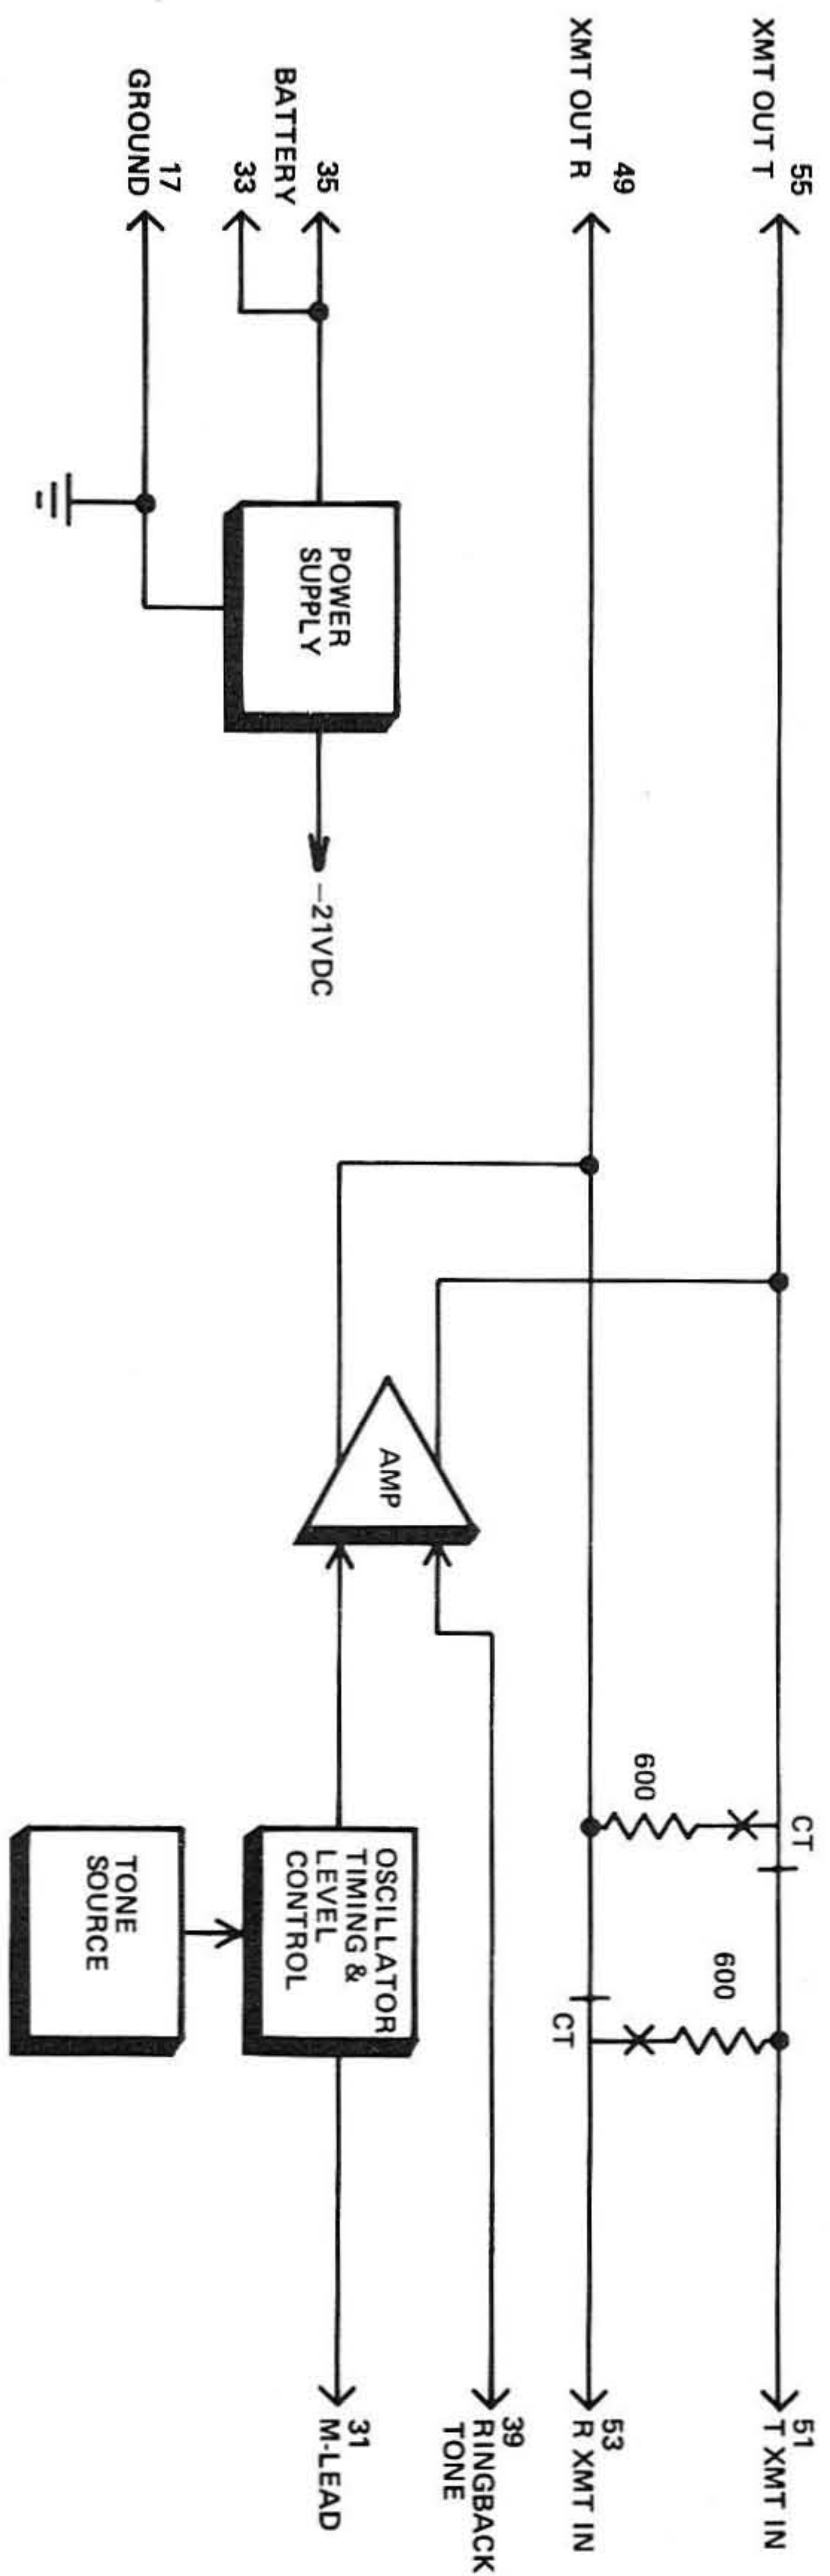 55
XMT OUT T
49
XMT OUT R
35
BATTERY
33
17
GROUND
POWER
SUPPLY
−21VDC
AMP
CT
600
600
CT
OSCILLATOR
TIMING &
LEVEL
CONTROL
TONE
SOURCE
51
T XMT IN
53
R XMT IN
39
RINGBACK
TONE
31
M-LEAD